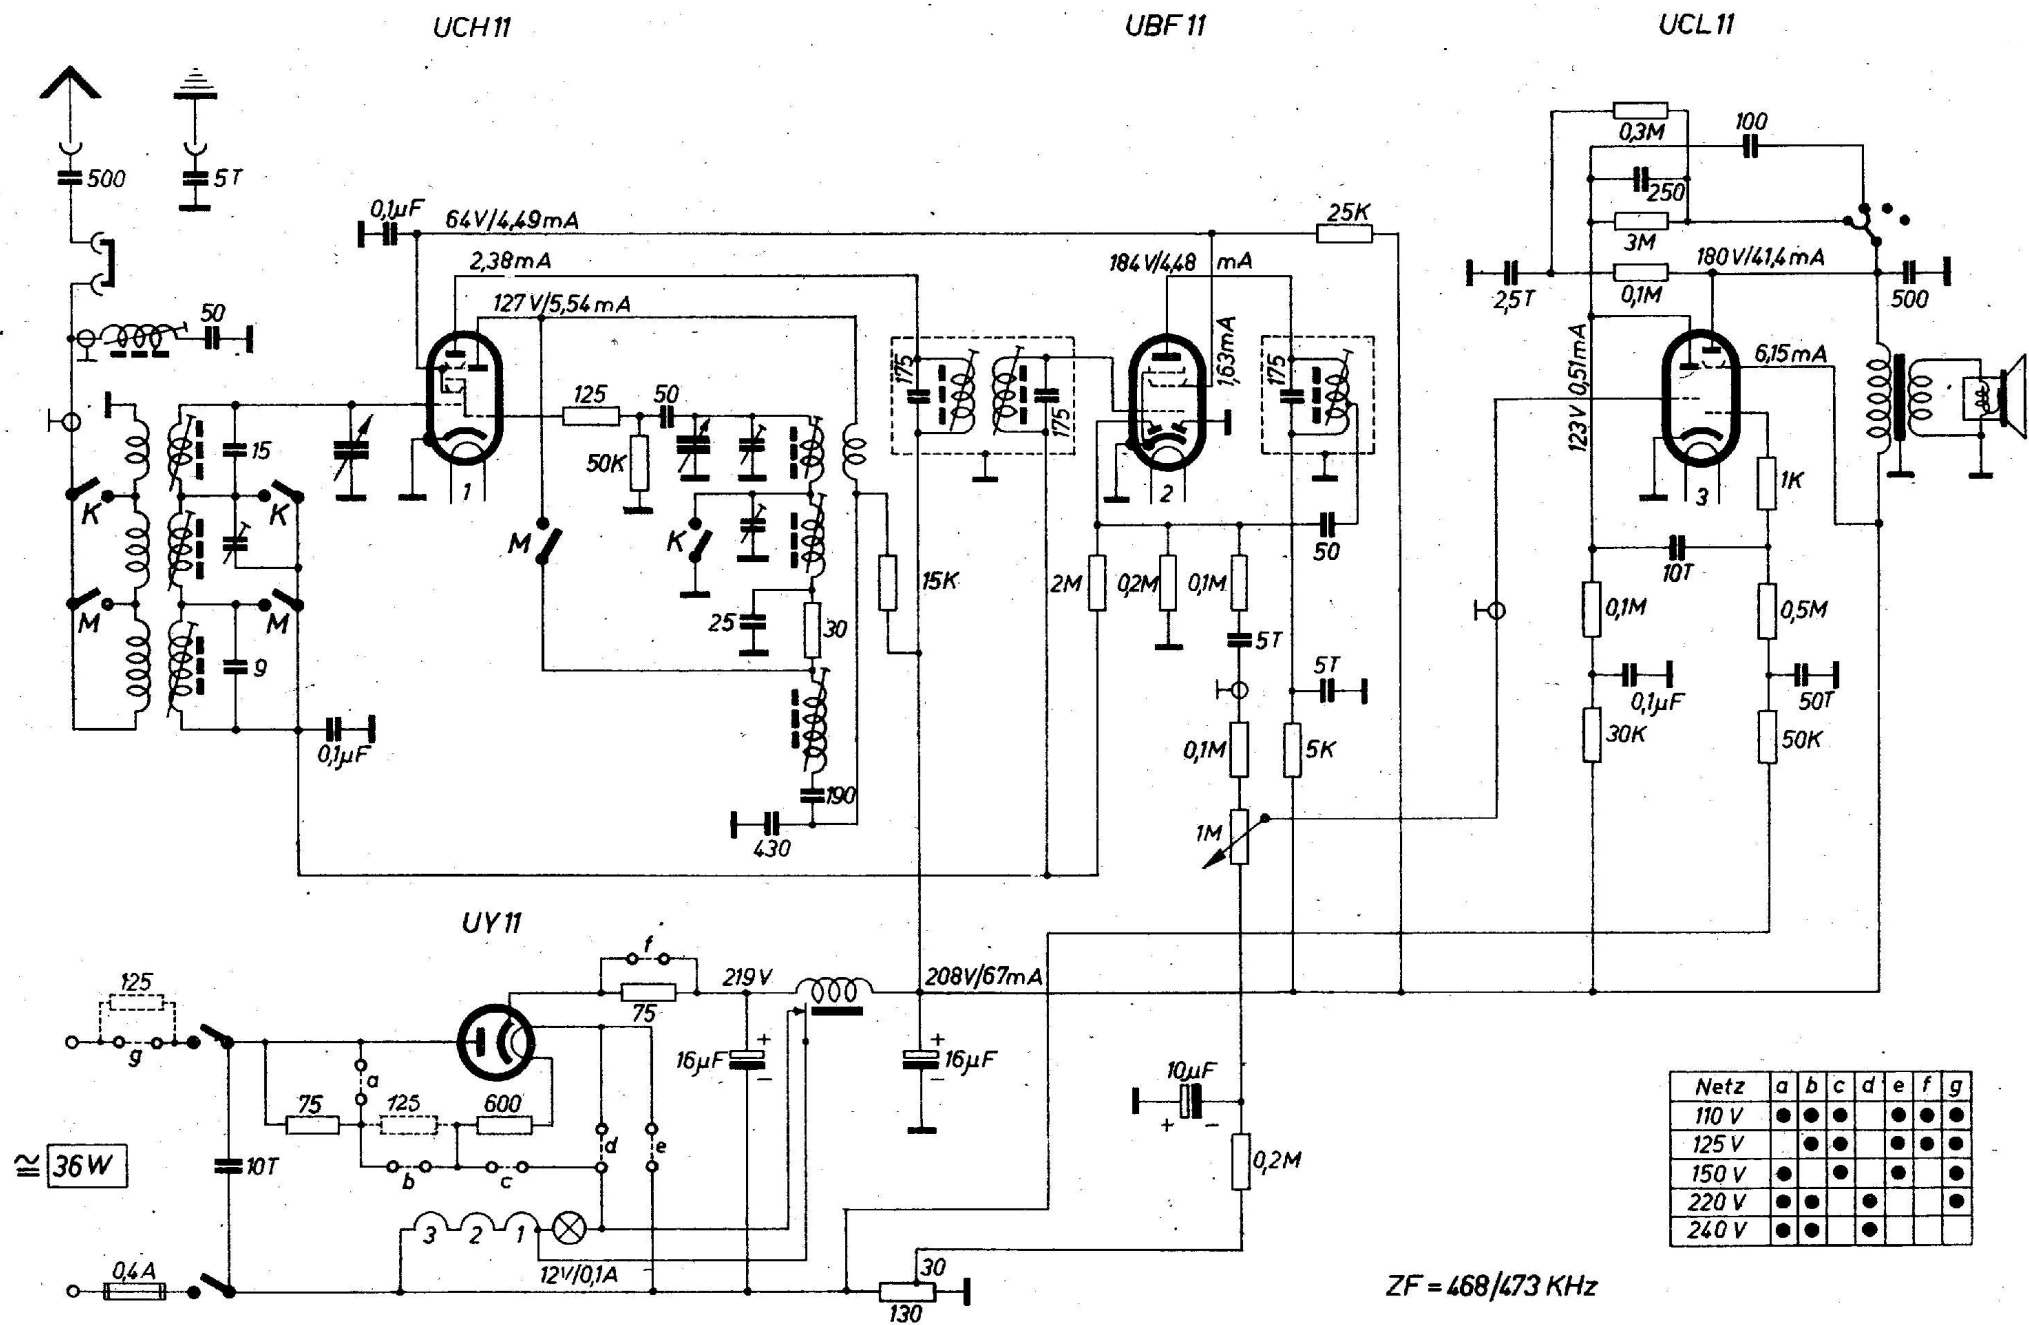 UCH11
UBF11
UCL11
500
5T
0,1µF
64V/4,49mA
25K
0,3M
100
250
3M
2,38mA
184V/4,48 mA
180V/41,4mA
127V/5,54mA
2,5T
0,1M
500
50
175
175
1,63mA
175
123V 0,51mA
6,15mA
15
125
50
50K
1
2
3
1K
K
K
M
K
15K
2M
0,2M
0,1M
50
10T
M
M
25
30
5T
0,1M
0,5M
9
5T
0,1µF
50T
0,1µF
0,1M
5K
30K
50K
190
430
1M
UY11
f
125
219V
208V/67mA
75
g
16µF
+
−
16µF
+
−
10µF
+
−
a
75
125
600
d
e
≅ 36W
10T
b
c
0,2M
3
2
1
0,4A
12V/0,1A
30
130
Netz a b c d e f g
110 V ● ● ● ● ● ●
125 V ● ● ● ● ●
150 V ● ● ● ●
220 V ● ● ● ●
240 V ● ● ●
ZF = 468/473 KHz